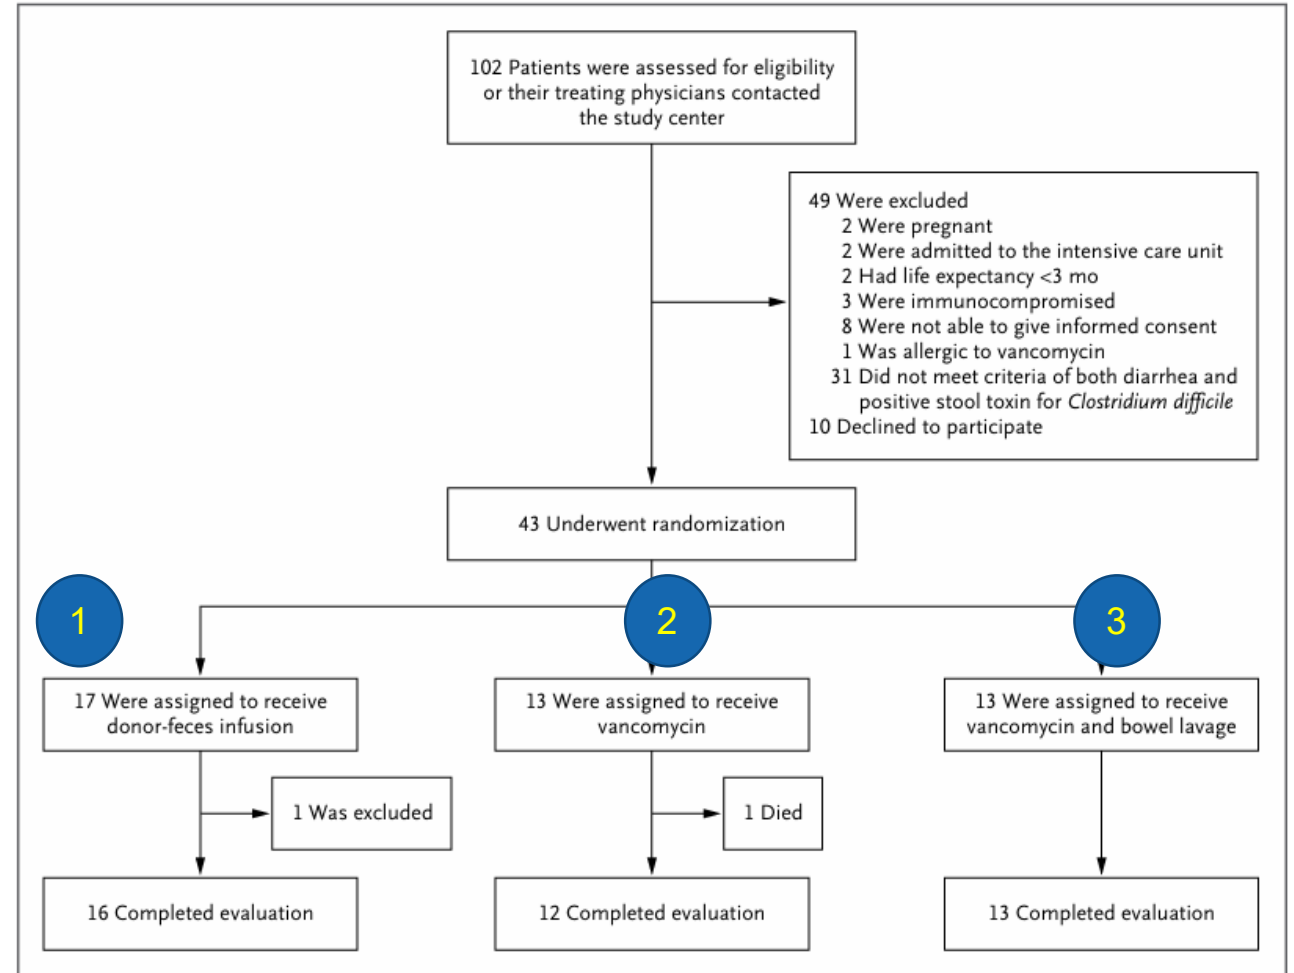 102 Patients were assessed for eligibility
or their treating physicians contacted
the study center
49 Were excluded
2 Were pregnant
2 Were admitted to the intensive care unit
2 Had life expectancy <3 mo
3 Were immunocompromised
8 Were not able to give informed consent
1 Was allergic to vancomycin
31 Did not meet criteria of both diarrhea and
positive stool toxin for Clostridium difficile
10 Declined to participate
43 Underwent randomization
1
2
3
17 Were assigned to receive
donor-feces infusion
13 Were assigned to receive
vancomycin
13 Were assigned to receive
vancomycin and bowel lavage
1 Was excluded
1 Died
16 Completed evaluation
12 Completed evaluation
13 Completed evaluation